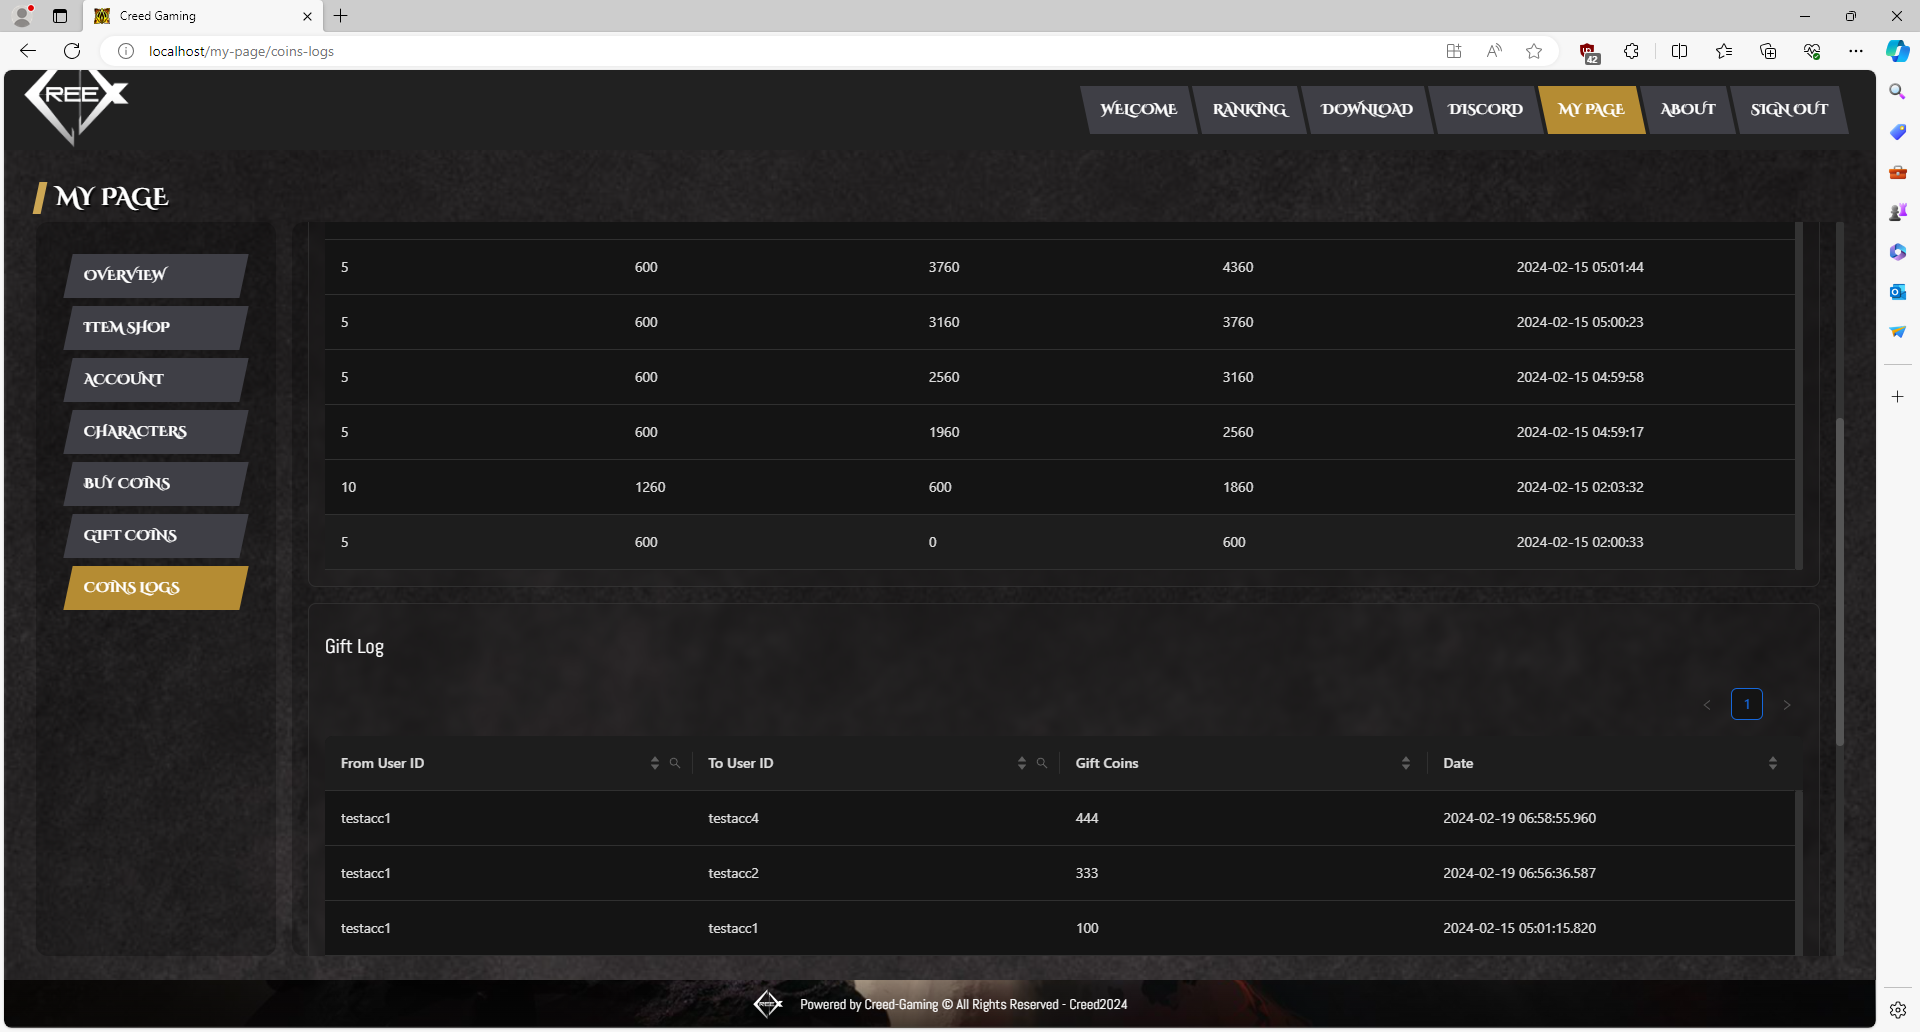 Creed Gaming
localhost/my-page/coins-logs
42
CREEX
WELCOME RANKING DOWNLOAD DISCORD MY PAGE ABOUT SIGN OUT
MY PAGE
OVERVIEW
ITEM SHOP
ACCOUNT
CHARACTERS
BUY COINS
GIFT COINS
COINS LOGS
5 600 3760 4360 2024-02-15 05:01:44
5 600 3160 3760 2024-02-15 05:00:23
5 600 2560 3160 2024-02-15 04:59:58
5 600 1960 2560 2024-02-15 04:59:17
10 1260 600 1860 2024-02-15 02:03:32
5 600 0 600 2024-02-15 02:00:33
Gift Log
< 1 >
From User ID To User ID Gift Coins Date
testacc1 testacc4 444 2024-02-19 06:58:55.960
testacc1 testacc2 333 2024-02-19 06:56:36.587
testacc1 testacc1 100 2024-02-15 05:01:15.820
Powered by Creed-Gaming © All Rights Reserved - Creed2024